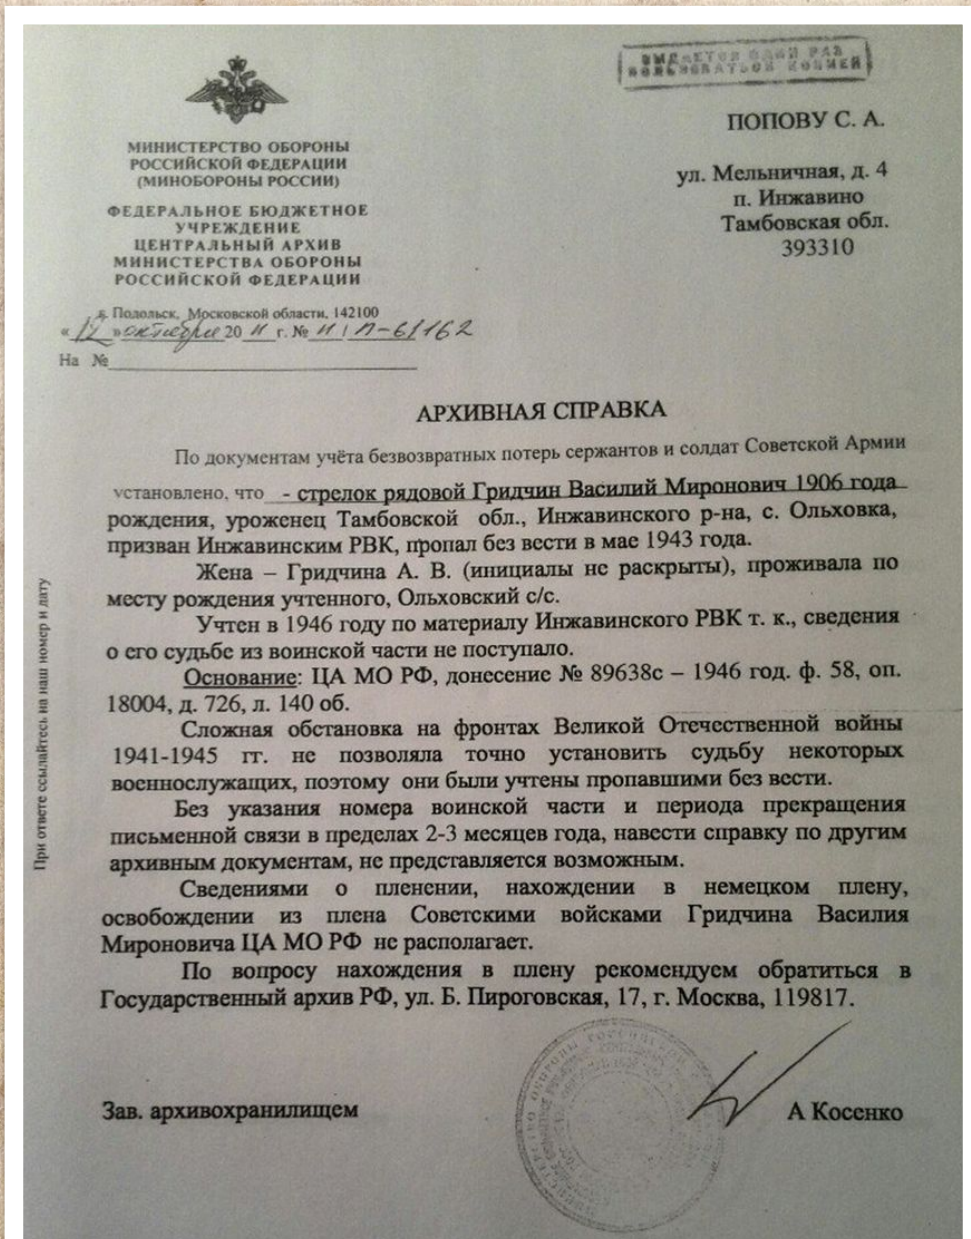 ВЫДАЕТСЯ ОДИН РАЗ
ПОЛЬЗОВАТЬСЯ КОПИЕЙ
МИНИСТЕРСТВО ОБОРОНЫ
РОССИЙСКОЙ ФЕДЕРАЦИИ
(МИНОБОРОНЫ РОССИИ)
ФЕДЕРАЛЬНОЕ БЮДЖЕТНОЕ
УЧРЕЖДЕНИЕ
ЦЕНТРАЛЬНЫЙ АРХИВ
МИНИСТЕРСТВА ОБОРОНЫ
РОССИЙСКОЙ ФЕДЕРАЦИИ
г. Подольск, Московской области, 142100
«12» октября 2011 г. № 11/П-61162
На №
ПОПОВУ С. А.
ул. Мельничная, д. 4
п. Инжавино
Тамбовская обл.
393310
АРХИВНАЯ СПРАВКА
По документам учёта безвозвратных потерь сержантов и солдат Советской Армии
установлено, что - стрелок рядовой Гридчин Василий Миронович 1906 года
рождения, уроженец Тамбовской обл., Инжавинского р-на, с. Ольховка,
призван Инжавинским РВК, пропал без вести в мае 1943 года.
Жена – Гридчина А. В. (инициалы не раскрыты), проживала по
месту рождения учтенного, Ольховский с/с.
Учтен в 1946 году по материалу Инжавинского РВК т. к., сведения
о его судьбе из воинской части не поступало.
Основание: ЦА МО РФ, донесение № 89638с – 1946 год. ф. 58, оп.
18004, д. 726, л. 140 об.
Сложная обстановка на фронтах Великой Отечественной войны
1941-1945 гг. не позволяла точно установить судьбу некоторых
военнослужащих, поэтому они были учтены пропавшими без вести.
Без указания номера воинской части и периода прекращения
письменной связи в пределах 2-3 месяцев года, навести справку по другим
архивным документам, не представляется возможным.
Сведениями о пленении, нахождении в немецком плену,
освобождении из плена Советскими войсками Гридчина Василия
Мироновича ЦА МО РФ не располагает.
По вопросу нахождения в плену рекомендуем обратиться в
Государственный архив РФ, ул. Б. Пироговская, 17, г. Москва, 119817.
Зав. архивохранилищем
А Косенко
При ответе ссылайтесь на наш номер и дату